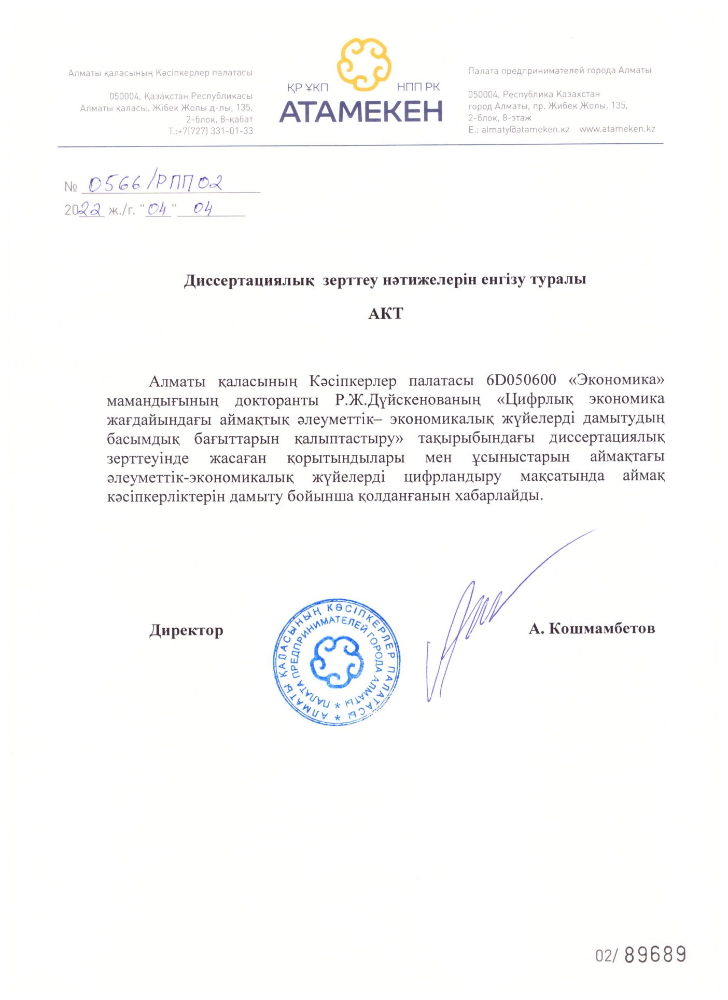 Алматы қаласының Кәсіпкерлер палатасы
050004, Қазақстан Республикасы
Алматы қаласы, Жібек Жолы д-лы, 135,
2-блок, 8-қабат
Т.:+7(727) 331-01-33
ҚР ҰКП НПП РК
АТАМЕКЕН
Палата предпринимателей города Алматы
050004, Республика Казахстан
город Алматы, пр. Жибек Жолы, 135,
2-блок, 8-этаж
E.: almaty@atameken.kz www.atameken.kz
№ 0566/РПП02
2022 ж./г. "04" 04
Диссертациялық зерттеу нәтижелерін енгізу туралы
АКТ
Алматы қаласының Кәсіпкерлер палатасы 6D050600 «Экономика»
мамандығының докторанты Р.Ж.Дүйскенованың «Цифрлық экономика
жағдайындағы аймақтық әлеуметтік– экономикалық жүйелерді дамытудың
басымдық бағыттарын қалыптастыру» тақырыбындағы диссертациялық
зерттеуінде жасаған қорытындылары мен ұсыныстарын аймақтағы
әлеуметтік-экономикалық жүйелерді цифрландыру мақсатында аймақ
кәсіпкерліктерін дамыту бойынша қолданғанын хабарлайды.
Директор
АЛМАТЫ ҚАЛАСЫНЫҢ КӘСІПКЕРЛЕР ПАЛАТАСЫ *
ПАЛАТА ПРЕДПРИНИМАТЕЛЕЙ ГОРОДА АЛМАТЫ *
А. Кошмамбетов
02/ 89689